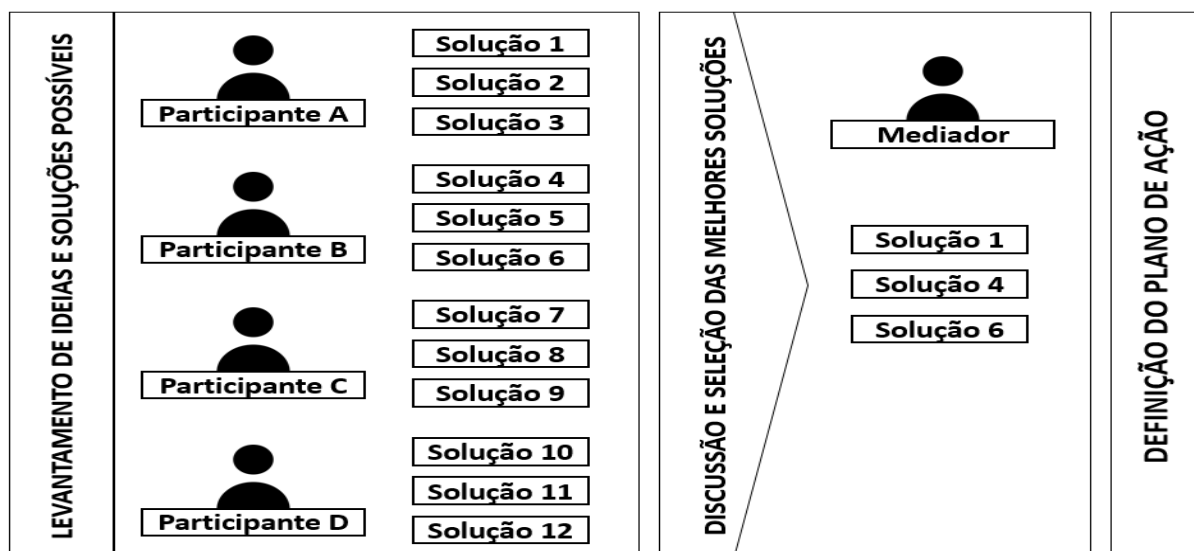 LEVANTAMENTO DE IDEIAS E SOLUÇÕES POSSÍVEIS
Participante A
Solução 1
Solução 2
Solução 3
Participante B
Solução 4
Solução 5
Solução 6
Participante C
Solução 7
Solução 8
Solução 9
Participante D
Solução 10
Solução 11
Solução 12
DISCUSSÃO E SELEÇÃO DAS MELHORES SOLUÇÕES
Mediador
Solução 1
Solução 4
Solução 6
DEFINIÇÃO DO PLANO DE AÇÃO